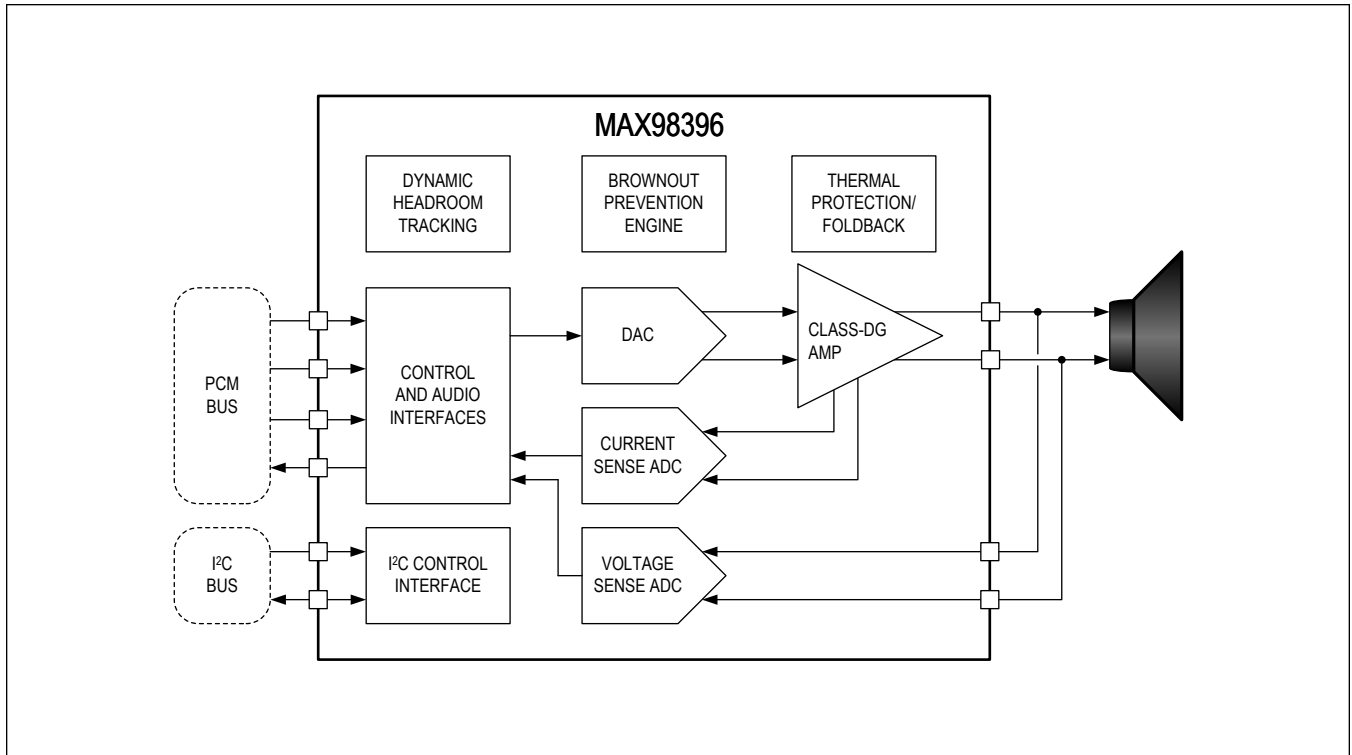 MAX98396
DYNAMIC
HEADROOM
TRACKING
BROWNOUT
PREVENTION
ENGINE
THERMAL
PROTECTION/
FOLDBACK
PCM
BUS
CONTROL
AND AUDIO
INTERFACES
DAC
CLASS-DG
AMP
CURRENT
SENSE ADC
I²C
BUS
I²C CONTROL
INTERFACE
VOLTAGE
SENSE ADC